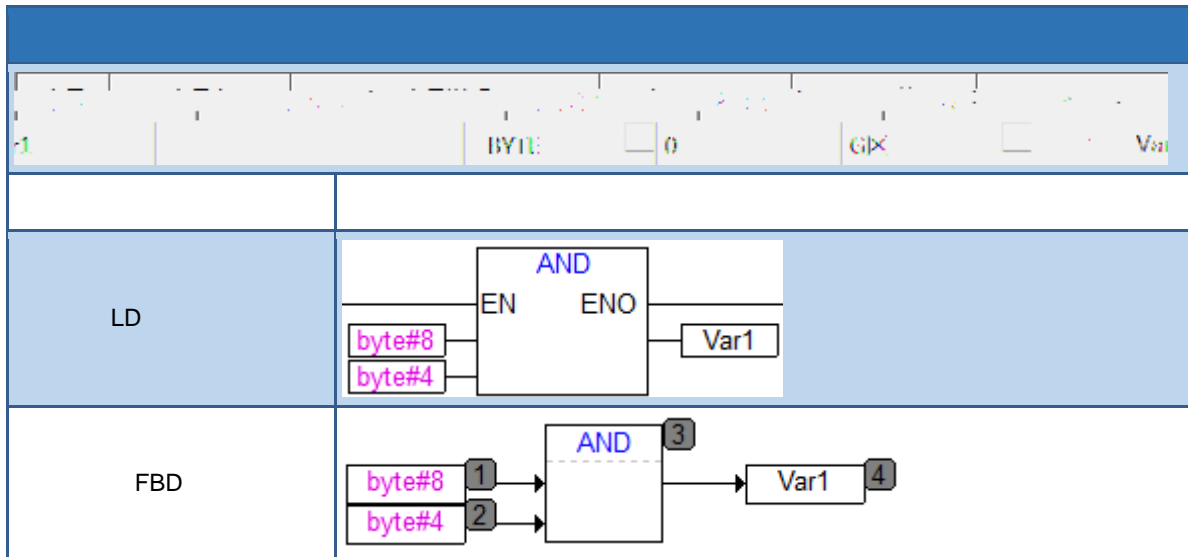 BYTE 0
LD
AND
EN ENO
byte#8 Var1
byte#4
FBD
AND 3
byte#8 1 Var1 4
byte#4 2